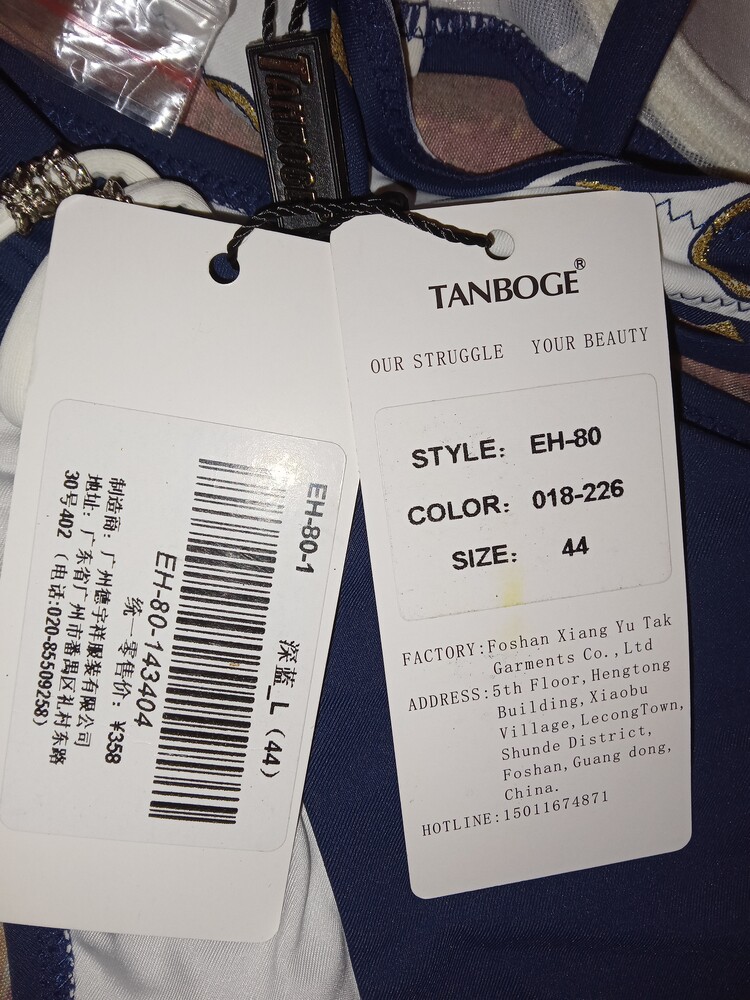 TANBOGE
EH-80-1
深蓝_L（44）
EH-80-143404
统一零售价：¥358
制造商：广州德宇祥服装有限公司
地址：广东省广州市番禺区礼村东路
30号402（电话:020-85509258）
TANBOGE®
OUR STRUGGLE YOUR BEAUTY
STYLE: EH-80
COLOR: 018-226
SIZE: 44
FACTORY:Foshan Xiang Yu Tak
Garments Co.,Ltd
ADDRESS:5th Floor,Hengtong
Building,Xiaobu
Village,LecongTown,
Shunde District,
Foshan,Guang dong,
China.
HOTLINE:15011674871